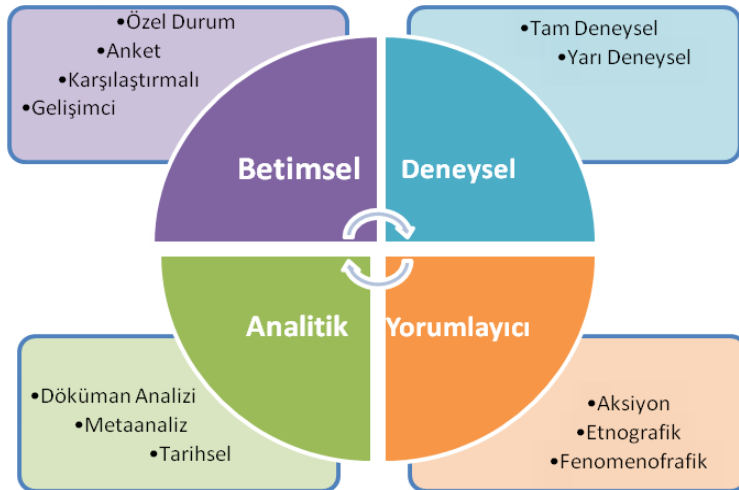 •Özel Durum
•Anket
•Karşılaştırmalı
•Gelişimci
•Tam Deneysel
•Yarı Deneysel
Betimsel
Deneysel
Analitik
Yorumlayıcı
•Döküman Analizi
•Metaanaliz
•Tarihsel
•Aksiyon
•Etnografik
•Fenomenofrafik